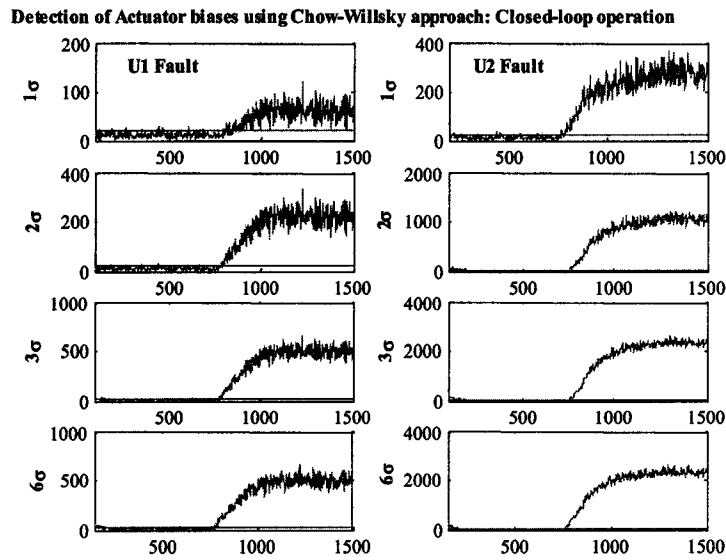 Detection of Actuator biases using Chow-Willsky approach: Closed-loop operation
200
100
0
1σ
U1 Fault
500 1000 1500
400
200
0
1σ
U2 Fault
500 1000 1500
400
200
0
2σ
500 1000 1500
2000
1000
0
2σ
500 1000 1500
1000
500
0
3σ
500 1000 1500
4000
2000
0
3σ
500 1000 1500
1000
500
0
6σ
500 1000 1500
4000
2000
0
6σ
500 1000 1500